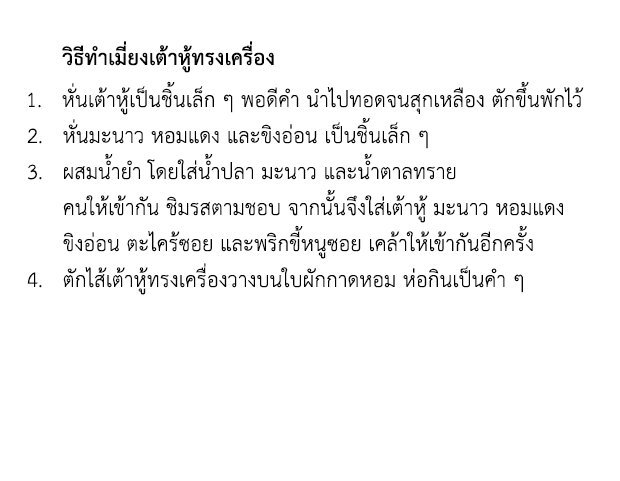 วิธีทำเมี่ยงเต้าหู้ทรงเครื่อง
1. หั่นเต้าหู้เป็นชิ้นเล็ก ๆ พอดีคำ นำไปทอดจนสุกเหลือง ตักขึ้นพักไว้
2. หั่นมะนาว หอมแดง และขิงอ่อน เป็นชิ้นเล็ก ๆ
3. ผสมน้ำยำ โดยใส่น้ำปลา มะนาว และน้ำตาลทราย
คนให้เข้ากัน ชิมรสตามชอบ จากนั้นจึงใส่เต้าหู้ มะนาว หอมแดง
ขิงอ่อน ตะไคร้ซอย และพริกขี้หนูซอย เคล้าให้เข้ากันอีกครั้ง
4. ตักไส้เต้าหู้ทรงเครื่องวางบนใบผักกาดหอม ห่อกินเป็นคำ ๆ